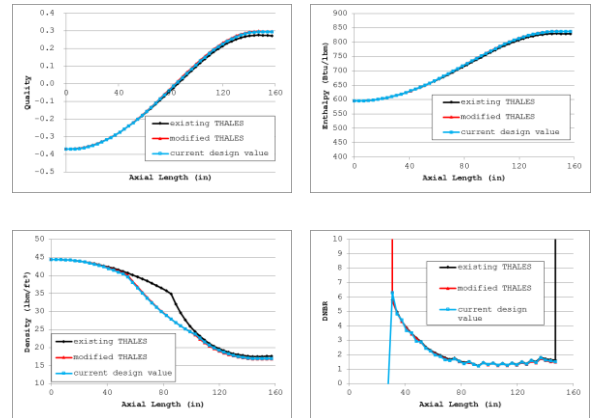 0.4
0.3
0.2
0.1
0.0
-0.1
-0.2
-0.3
-0.4
-0.5
0
40
80
120
160
Quality
existing THALES
modified THALES
current design value
Axial Length (in)
900
850
800
750
700
650
600
550
500
450
400
Enthalpy (Btu/lbm)
existing THALES
modified THALES
current design value
0
40
80
120
160
Axial Length (in)
50
45
40
35
30
25
20
15
10
Density (lbm/ft³)
existing THALES
modified THALES
current design value
0
40
80
120
160
Axial Length (in)
10
9
8
7
6
5
4
3
2
1
0
DNBR
existing THALES
modified THALES
current design
value
0
40
80
120
160
Axial Length (in)